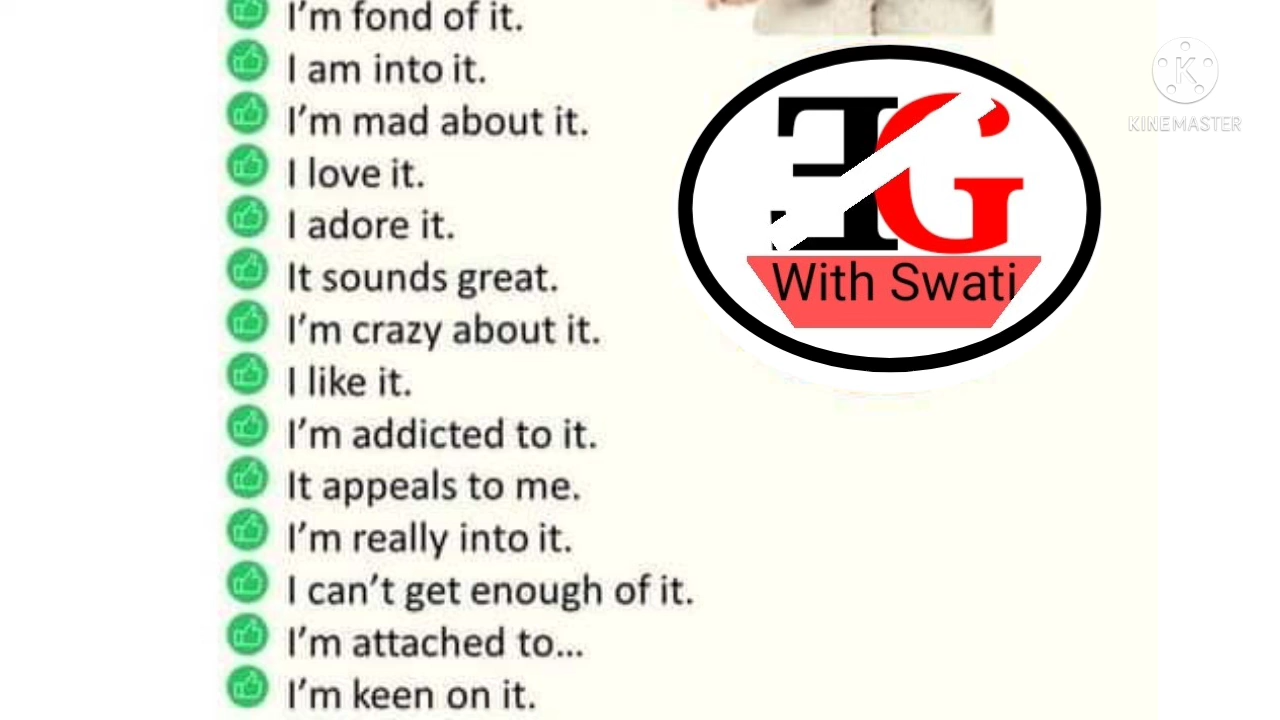 I'm fond of it.
I am into it.
I'm mad about it.
I love it.
I adore it.
It sounds great.
I'm crazy about it.
I like it.
I'm addicted to it.
It appeals to me.
I'm really into it.
I can't get enough of it.
I'm attached to...
I'm keen on it.
EG
With Swati
K
KINEMASTER